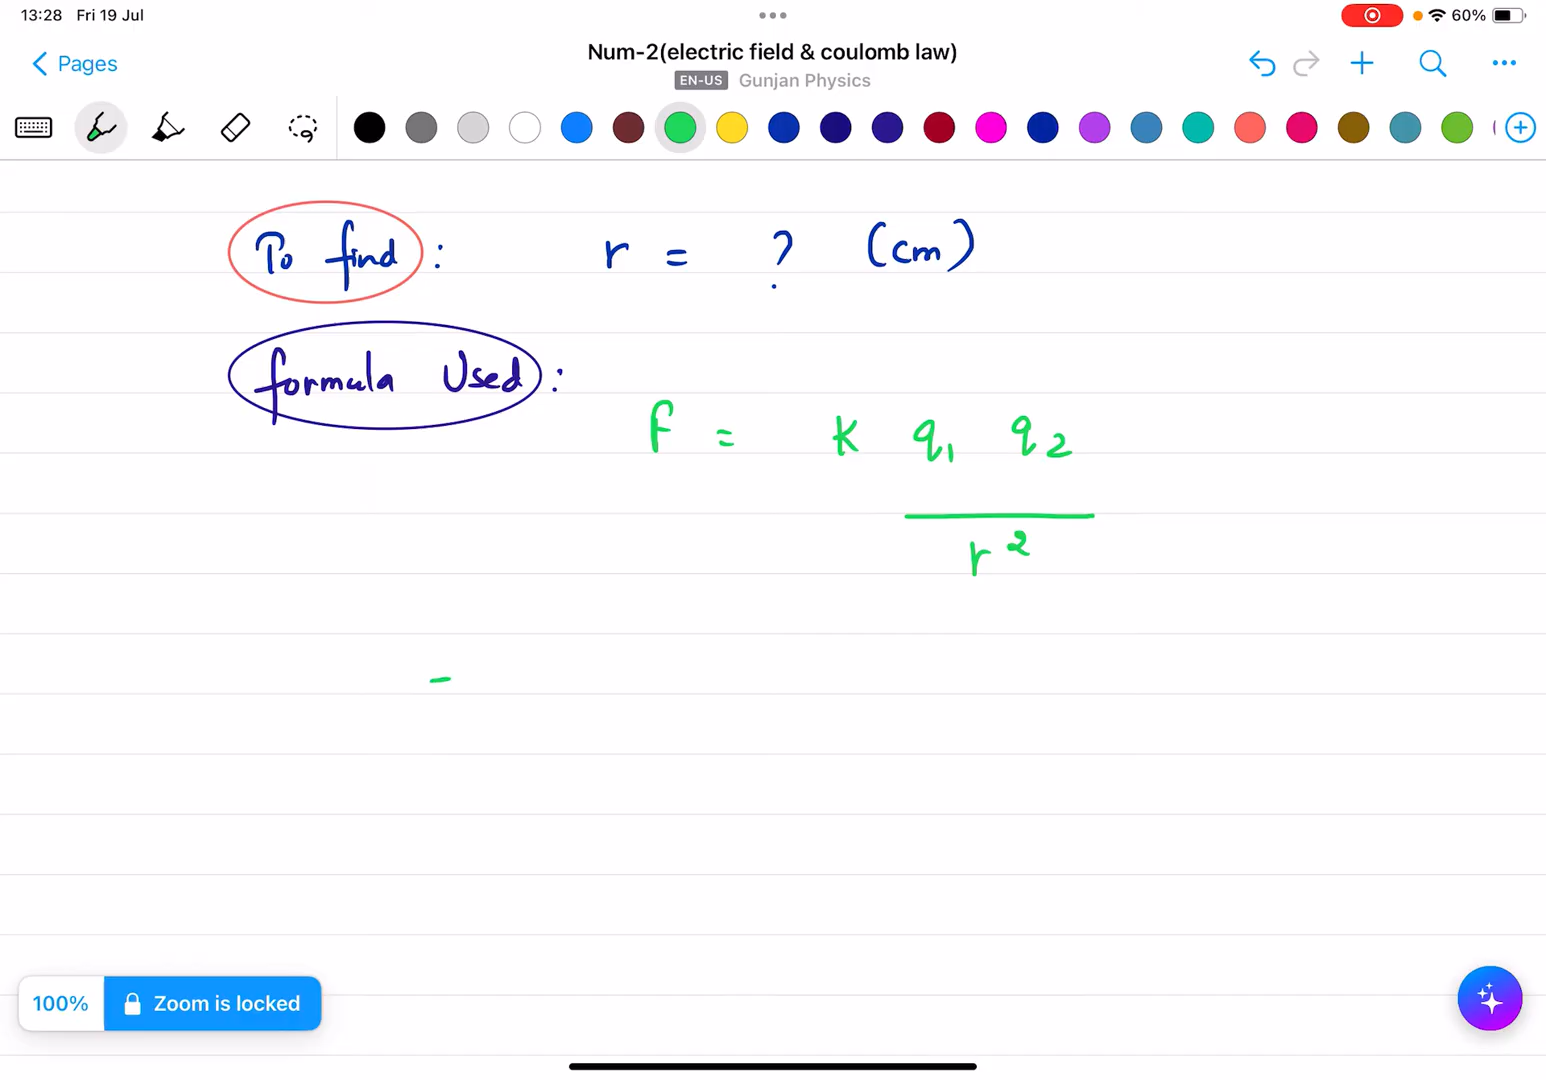 13:28 Fri 19 Jul
60%
Pages
Num-2(electric field & coulomb law)
EN-US Gunjan Physics
To find : r = ? (cm)
formula Used :
F = K q₁ q₂
r²
-
100% Zoom is locked